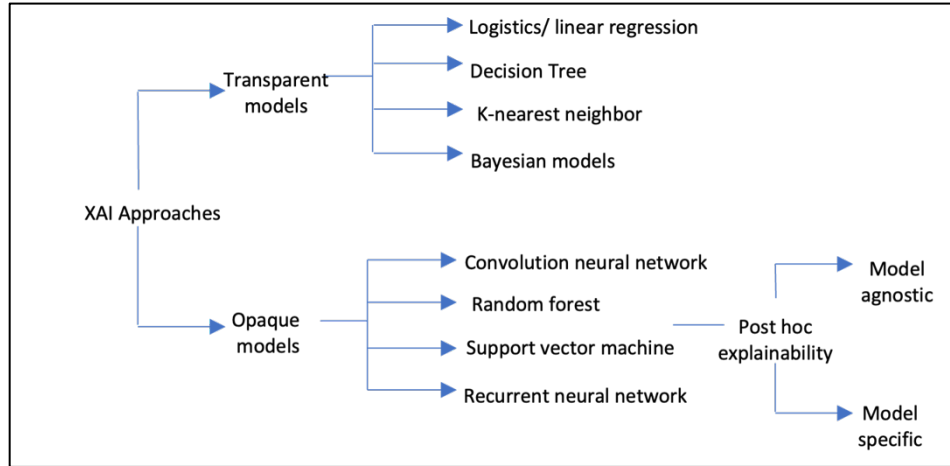 Logistics/ linear regression
Transparent
models
Decision Tree
K-nearest neighbor
Bayesian models
XAI Approaches
Convolution neural network
Opaque
models
Random forest
Support vector machine
Recurrent neural network
Post hoc
explainability
Model
agnostic
Model
specific